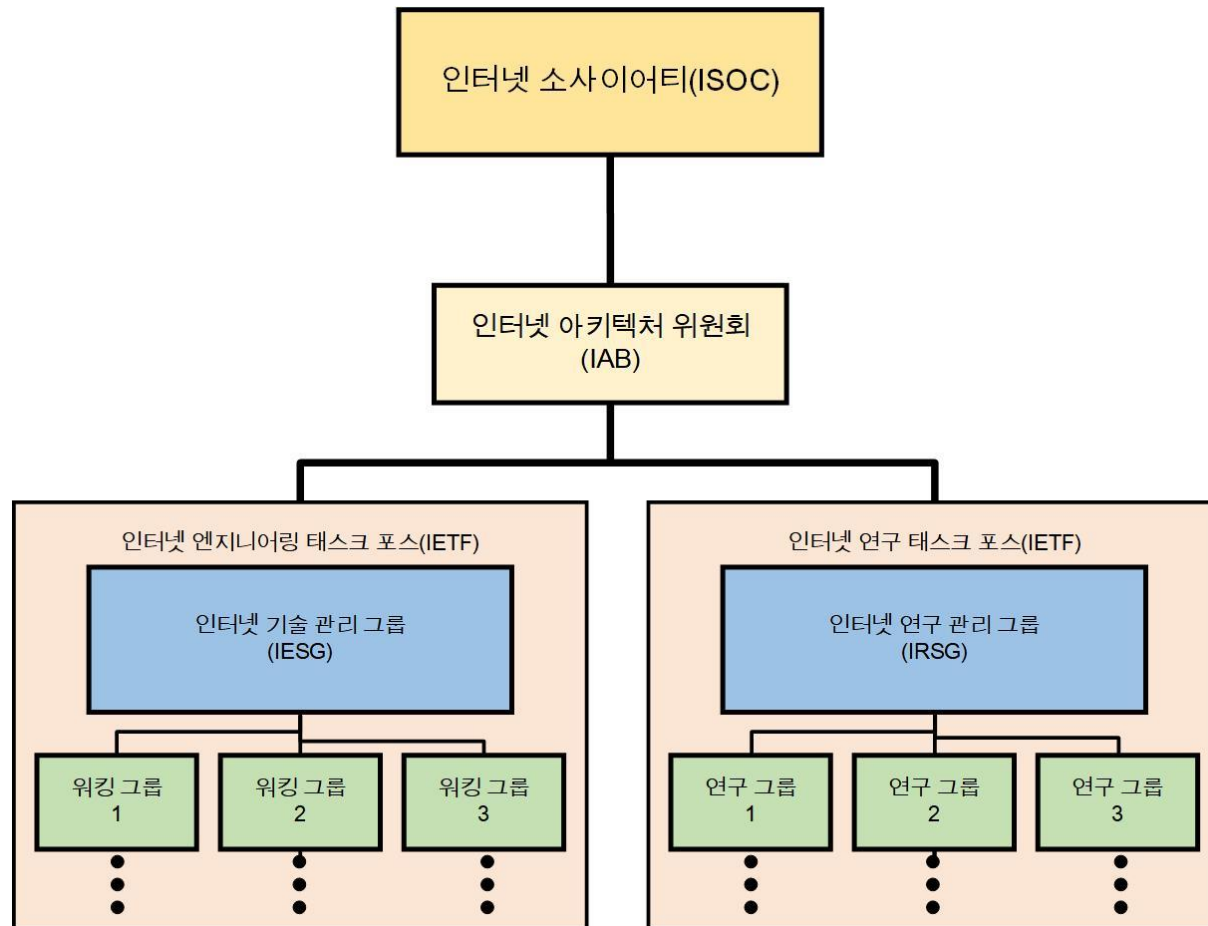 인터넷 소사이어티(ISOC)
인터넷 아키텍처 위원회
(IAB)
인터넷 엔지니어링 태스크 포스(IETF)
인터넷 기술 관리 그룹
(IESG)
워킹 그룹
1
워킹 그룹
2
워킹 그룹
3
인터넷 연구 태스크 포스(IETF)
인터넷 연구 관리 그룹
(IRSG)
연구 그룹
1
연구 그룹
2
연구 그룹
3